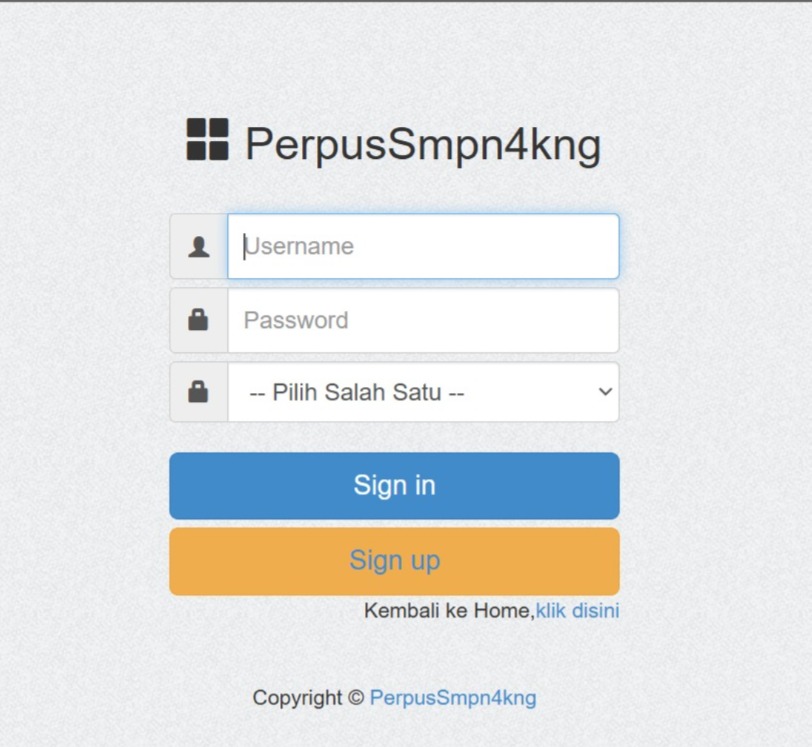 PerpusSmpn4kng
Username
Password
-- Pilih Salah Satu --
Sign in
Sign up
Kembali ke Home,klik disini
Copyright © PerpusSmpn4kng